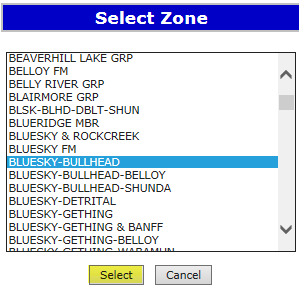 Select Zone
BEAVERHILL LAKE GRP
BELLOY FM
BELLY RIVER GRP
BLAIRMORE GRP
BLSK-BLHD-DBLT-SHUN
BLUERIDGE MBR
BLUESKY & ROCKCREEK
BLUESKY FM
BLUESKY-BULLHEAD
BLUESKY-BULLHEAD-BELLOY
BLUESKY-BULLHEAD-SHUNDA
BLUESKY-DETRITAL
BLUESKY-GETHING
BLUESKY-GETHING & BANFF
BLUESKY-GETHING-BELLOY
BLUESKY-GETHING-WABAMUN
Select Cancel